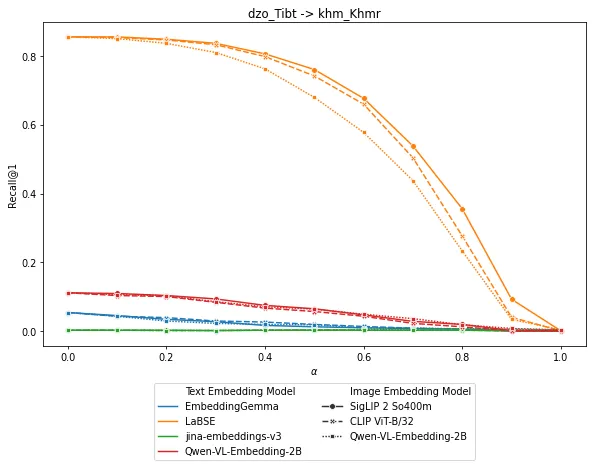 dzo_Tibt -> khm_Khmr
Recall@1
0.8
0.6
0.4
0.2
0.0
0.0 0.2 0.4 0.6 0.8 1.0
α
Text Embedding Model Image Embedding Model
EmbeddingGemma SigLIP 2 So400m
LaBSE CLIP ViT-B/32
jina-embeddings-v3 Qwen-VL-Embedding-2B
Qwen-VL-Embedding-2B